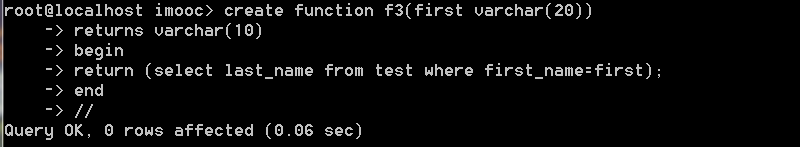 root@localhost imooc> create function f3(first varchar(20))
    -> returns varchar(10)
    -> begin
    -> return (select last_name from test where first_name=first);
    -> end
    -> //
Query OK, 0 rows affected (0.06 sec)